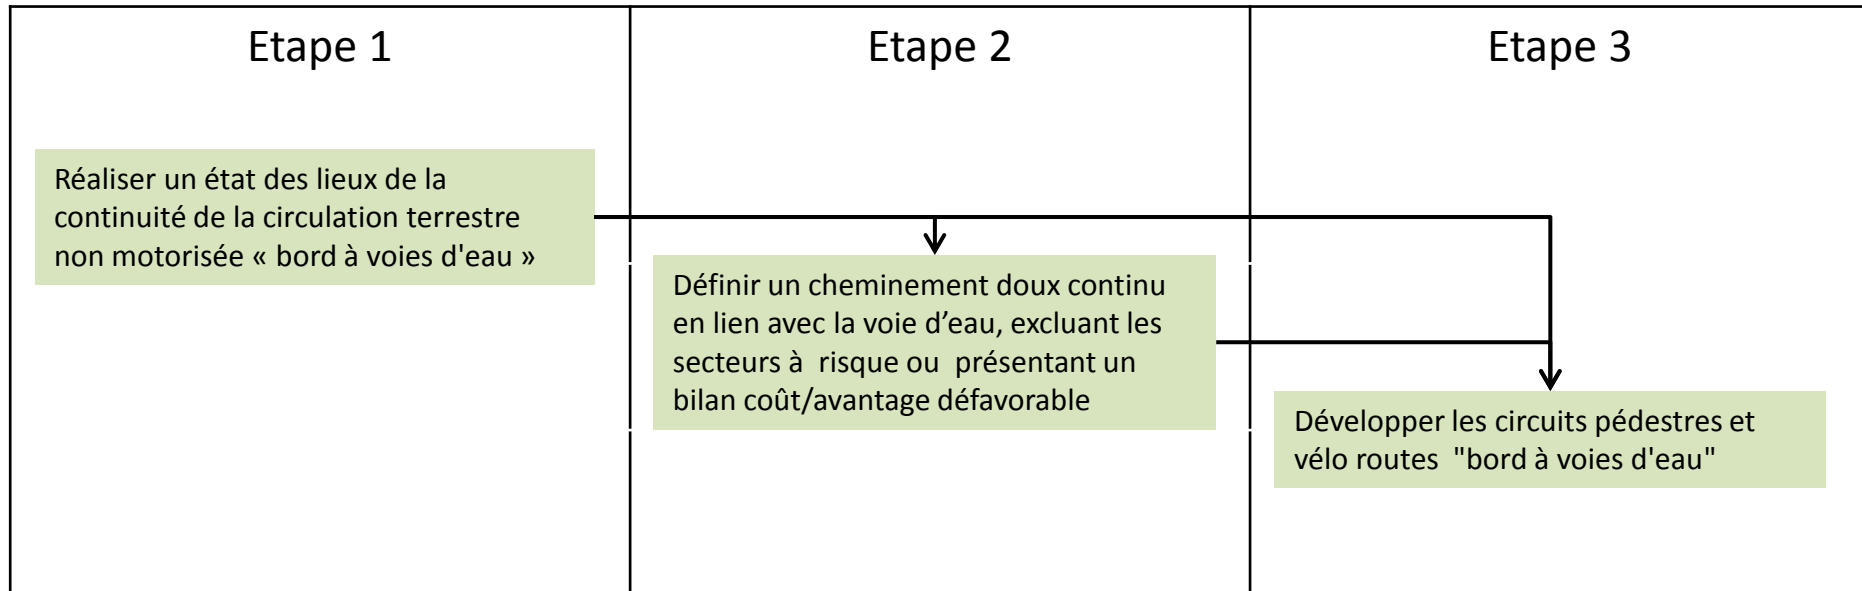 Etape 1
Etape 2
Etape 3
Réaliser un état des lieux de la
continuité de la circulation terrestre
non motorisée « bord à voies d'eau »
Définir un cheminement doux continu
en lien avec la voie d’eau, excluant les
secteurs à risque ou présentant un
bilan coût/avantage défavorable
Développer les circuits pédestres et
vélo routes "bord à voies d'eau"